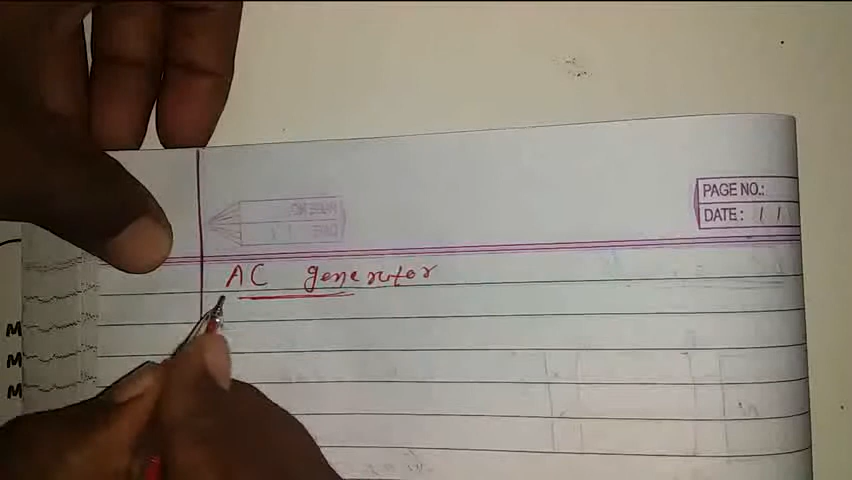 PAGE NO.:
DATE: / /
AC generator
M
M
M